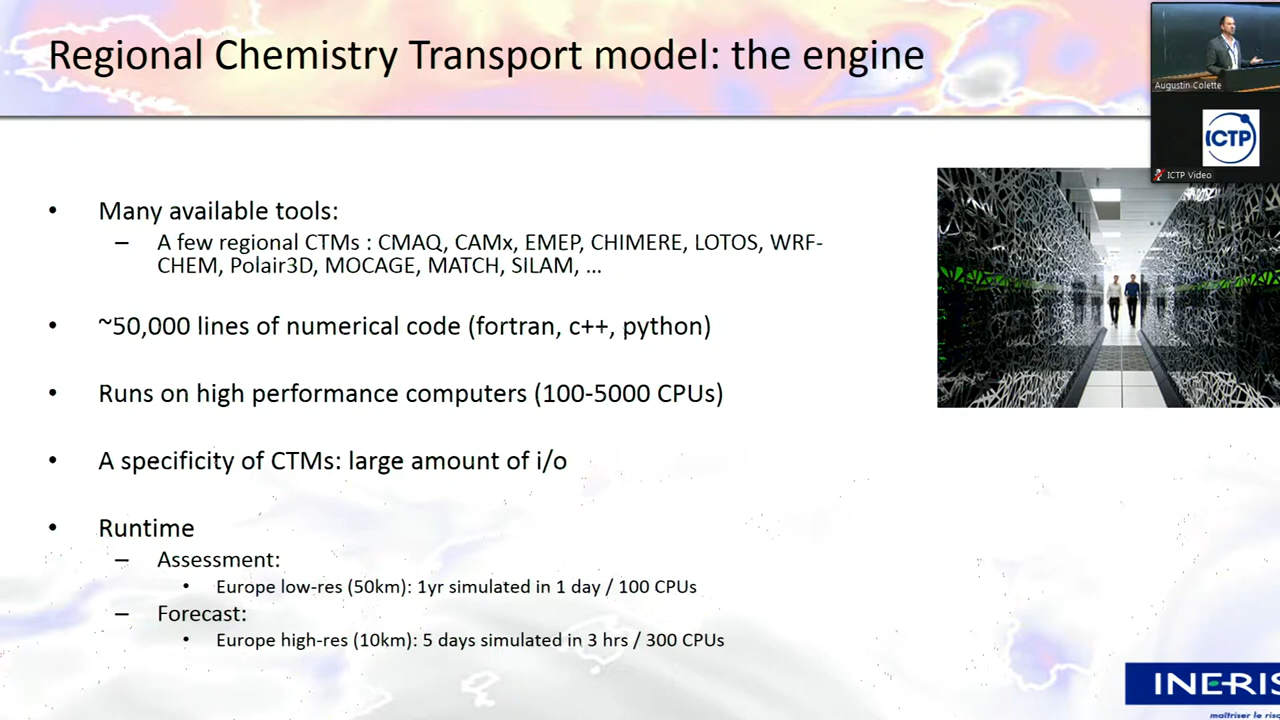 Regional Chemistry Transport model: the engine
Augustin Colette
ICTP
ICTP Video
• Many available tools:
– A few regional CTMs : CMAQ, CAMx, EMEP, CHIMERE, LOTOS, WRF-
CHEM, Polair3D, MOCAGE, MATCH, SILAM, ...
• ~50,000 lines of numerical code (fortran, c++, python)
• Runs on high performance computers (100-5000 CPUs)
• A specificity of CTMs: large amount of i/o
• Runtime
– Assessment:
• Europe low-res (50km): 1yr simulated in 1 day / 100 CPUs
– Forecast:
• Europe high-res (10km): 5 days simulated in 3 hrs / 300 CPUs
INERIS
maîtriser le